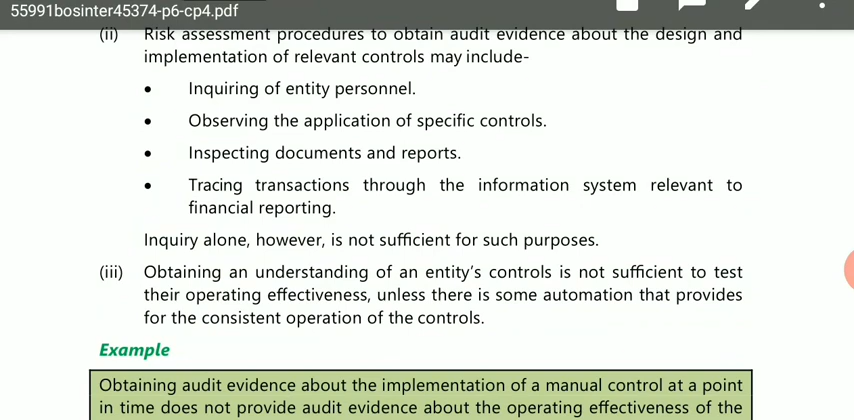 55991bosinter45374-p6-cp4.pdf
(ii) Risk assessment procedures to obtain audit evidence about the design and
implementation of relevant controls may include-
• Inquiring of entity personnel.
• Observing the application of specific controls.
• Inspecting documents and reports.
• Tracing transactions through the information system relevant to
financial reporting.
Inquiry alone, however, is not sufficient for such purposes.
(iii) Obtaining an understanding of an entity’s controls is not sufficient to test
their operating effectiveness, unless there is some automation that provides
for the consistent operation of the controls.
Example
Obtaining audit evidence about the implementation of a manual control at a point
in time does not provide audit evidence about the operating effectiveness of the